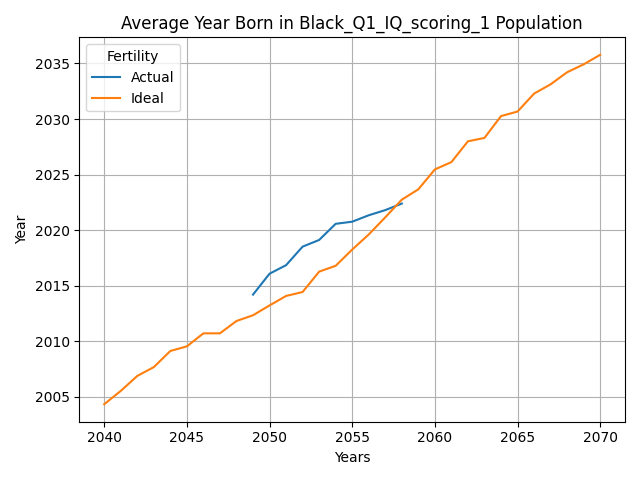 Average Year Born in Black_Q1_IQ_scoring_1 Population
Fertility
Actual
Ideal
Year
2035
2030
2025
2020
2015
2010
2005
2040 2045 2050 2055 2060 2065 2070
Years